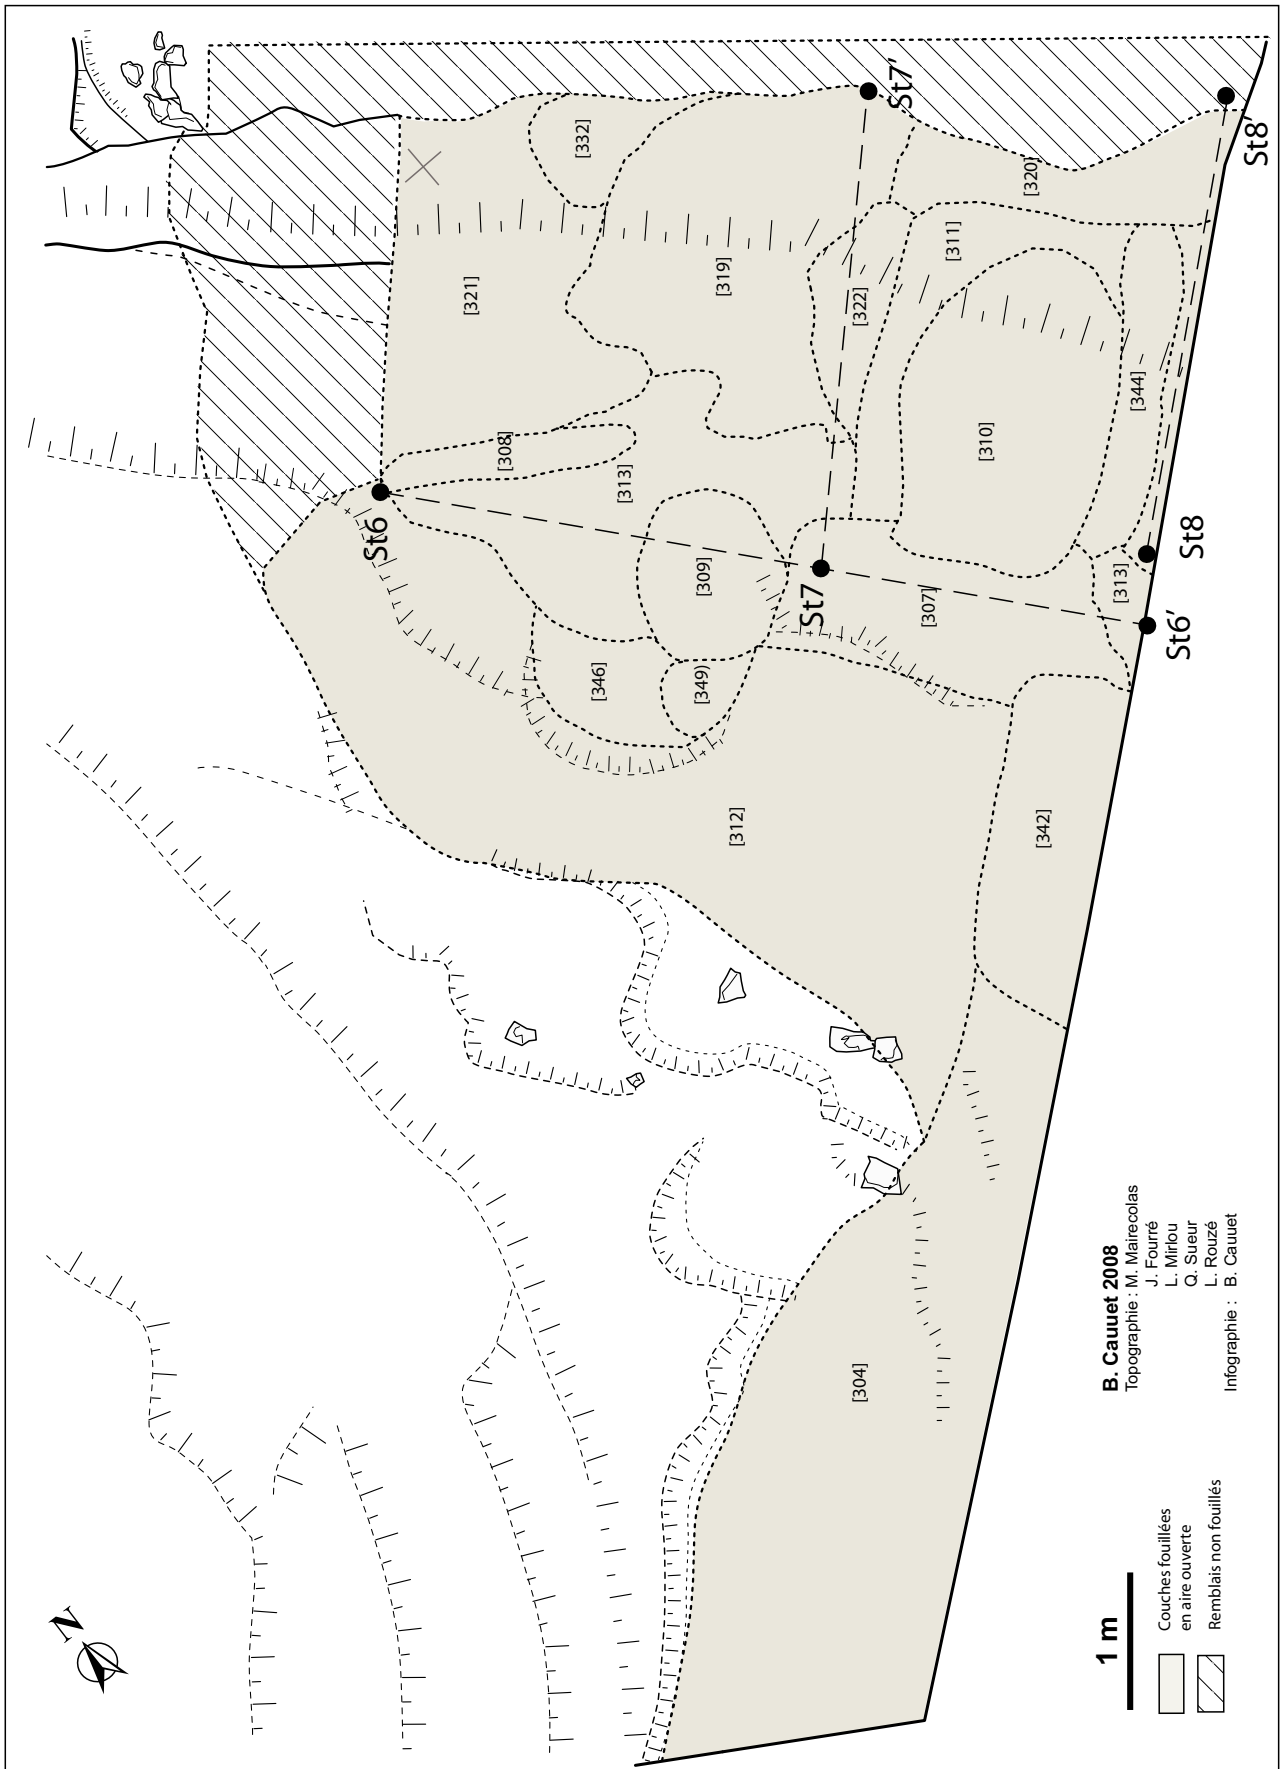 N
St6
St7
St7'
St8
St8'
St6'
[332]
[320]
[311]
[319]
[321]
[322]
[344]
[308]
[310]
[313]
[309]
[313]
[307]
[346]
[349)
[312]
[342]
[304]
B. Cauuet 2008
Topographie : M. Mairecolas
J. Fourré
L. Mirlou
Q. Sueur
L. Rouzé
Infographie : B. Cauuet
1 m
Couches fouillées
en aire ouverte
Remblais non fouillés